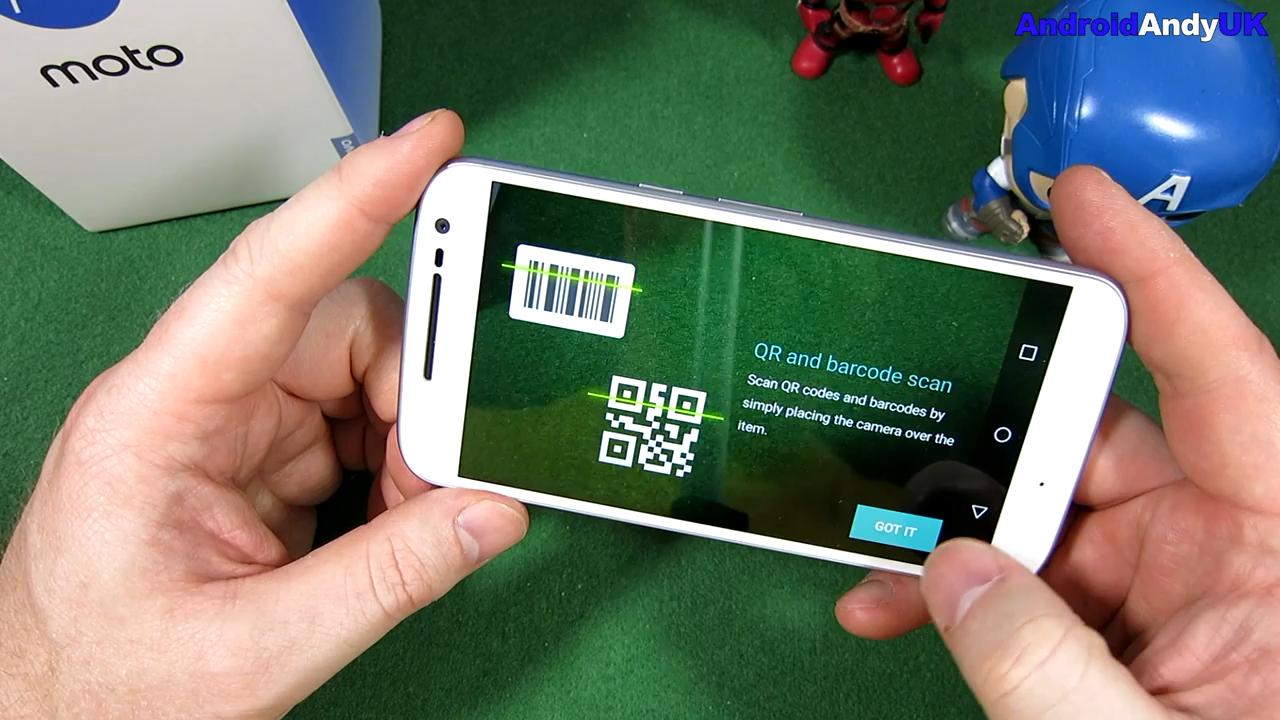 AndroidAndyUK
moto
QR and barcode scan
Scan QR codes and barcodes by
simply placing the camera over the
item.
GOT IT
A